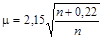 μ = 2,15√((n + 0,22)/n)